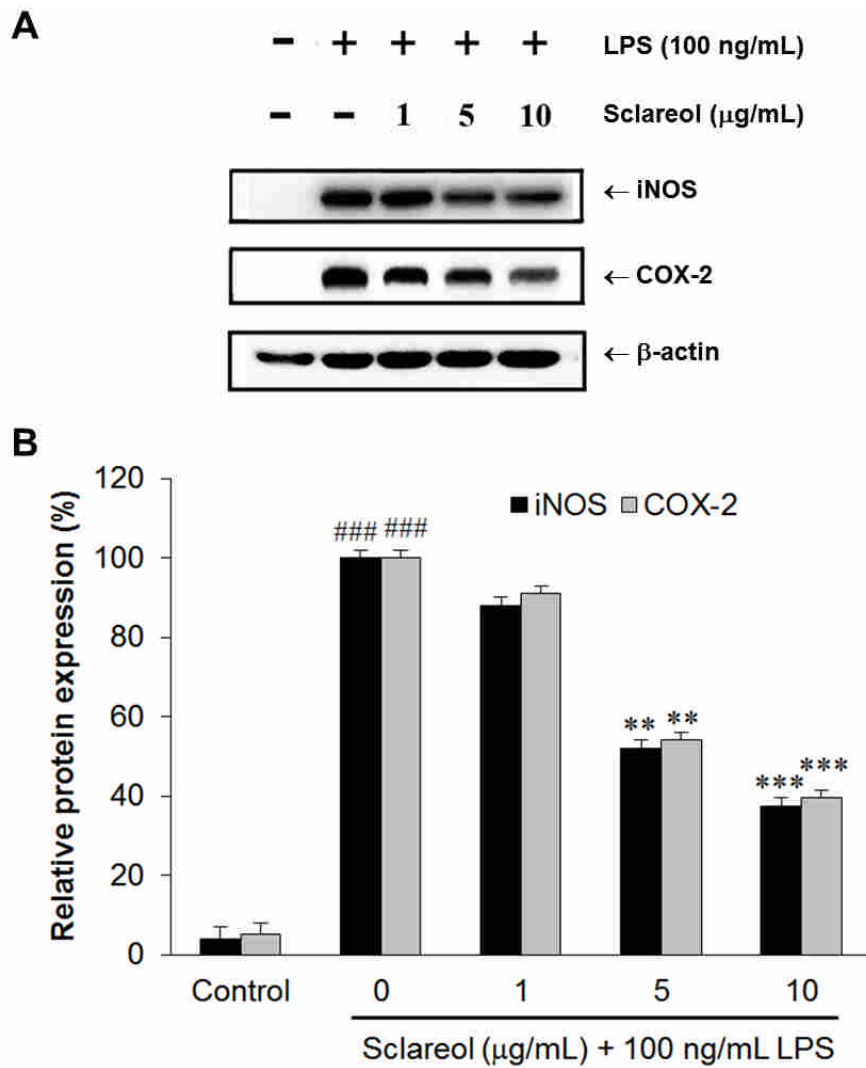 A
- + + + + LPS (100 ng/mL)
- - 1 5 10 Sclareol (μg/mL)
← iNOS
← COX-2
← β-actin
B
Relative protein expression (%)
120
100
80
60
40
20
0
iNOS COX-2
### ###
** **
*** ***
Control 0 1 5 10
Sclareol (μg/mL) + 100 ng/mL LPS